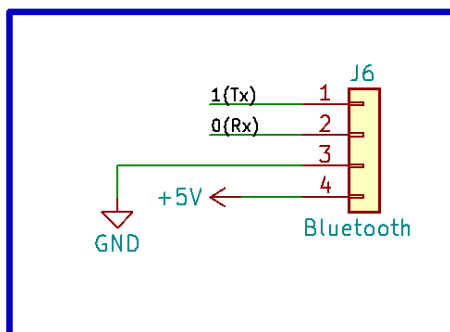 J6
1(Tx) 1
0(Rx) 2
3
+5V 4
GND
Bluetooth